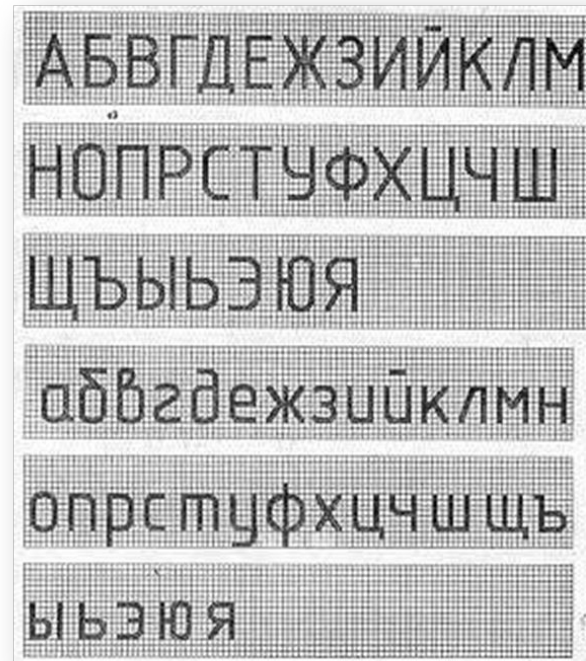 АБВГДЕЖЗИЙКЛМ
НОПРСТУФХЦЧШ
ЩЪЫЬЭЮЯ
абвгдежзийклмн
опрстуфхцчшщъ
ыьэюя